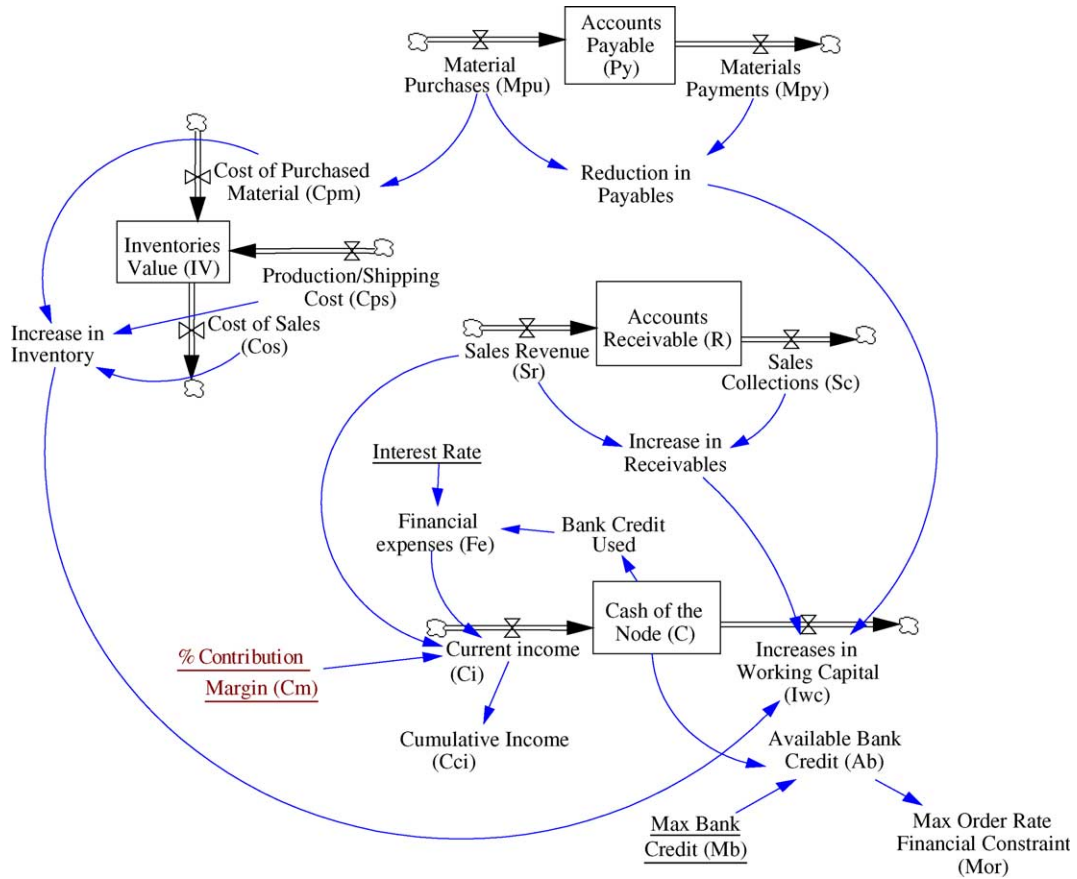 Accounts
Payable
(Py)
Material
Purchases (Mpu)
Materials
Payments (Mpy)
Cost of Purchased
Material (Cpm)
Reduction in
Payables
Inventories
Value (IV)
Production/Shipping
Cost (Cps)
Increase in
Inventory
Cost of Sales
(Cos)
Accounts
Receivable (R)
Sales Revenue
(Sr)
Sales
Collections (Sc)
Increase in
Receivables
Interest Rate
Financial
expenses (Fe)
Bank Credit
Used
Cash of the
Node (C)
% Contribution
Margin (Cm)
Current income
(Ci)
Increases in
Working Capital
(Iwc)
Cumulative Income
(Cci)
Available Bank
Credit (Ab)
Max Bank
Credit (Mb)
Max Order Rate
Financial Constraint
(Mor)